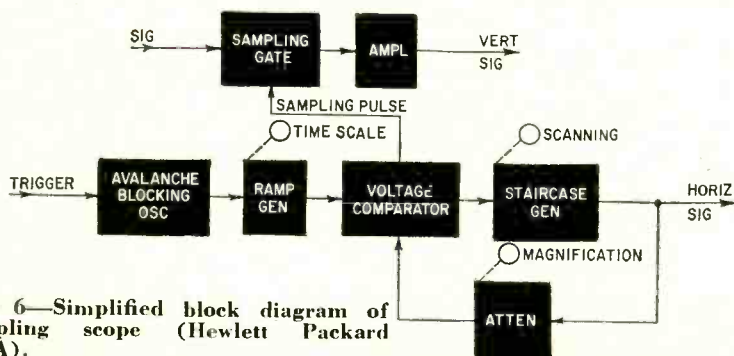 SIG
SAMPLING
GATE
AMPL
VERT
SIG
SAMPLING PULSE
TIME SCALE
SCANNING
TRIGGER
AVALANCHE
BLOCKING
OSC
RAMP
GEN
VOLTAGE
COMPARATOR
STAIRCASE
GEN
HORIZ
SIG
MAGNIFICATION
ATTEN
6—Simplified block diagram of
pling scope (Hewlett Packard
A).